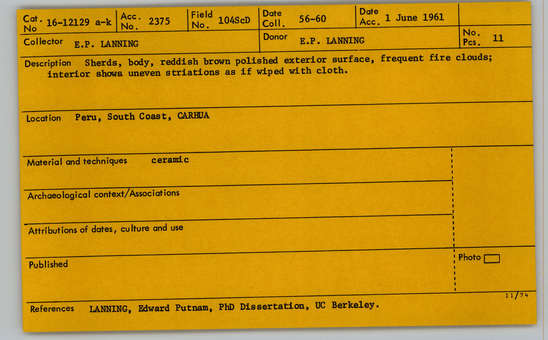 Cat. No 16-12129 a-k Acc. No. 2375 Field No. 104ScD Date Coll. 56-60 Date Acc. 1 June 1961
Collector E.P. LANNING Donor E.P. LANNING No. Pcs. 11
Description Sherds, body, reddish brown polished exterior surface, frequent fire clouds;
interior shows uneven striations as if wiped with cloth.
Location Peru, South Coast, CARHUA
Material and techniques ceramic
Archaeological context/Associations
Attributions of dates, culture and use
Published Photo
11/74
References LANNING, Edward Putnam, PhD Dissertation, UC Berkeley.